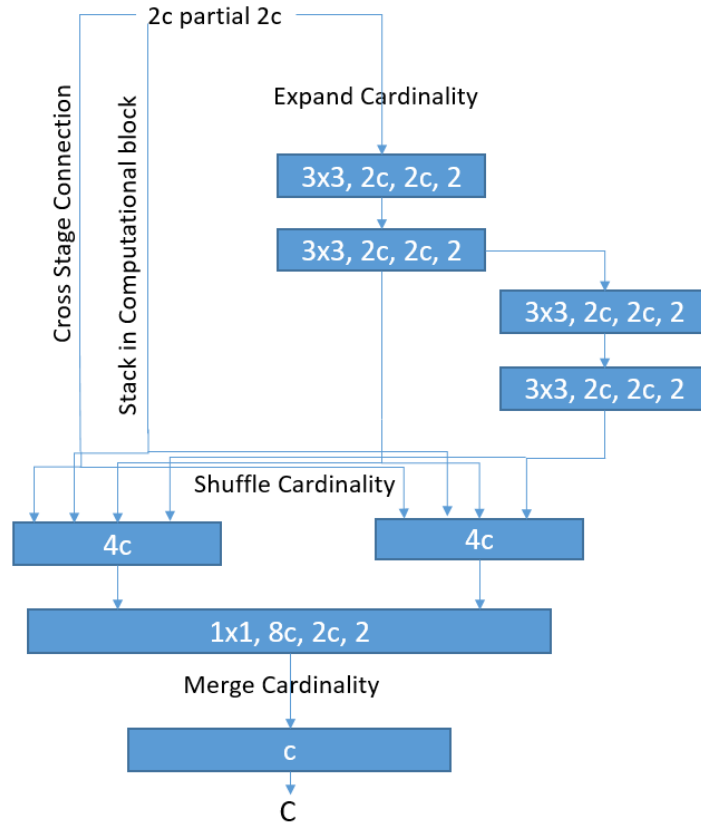 2c partial 2c
Expand Cardinality
Cross Stage Connection
Stack in Computational block
3x3, 2c, 2c, 2
3x3, 2c, 2c, 2
3x3, 2c, 2c, 2
3x3, 2c, 2c, 2
Shuffle Cardinality
4c
4c
1x1, 8c, 2c, 2
Merge Cardinality
c
C